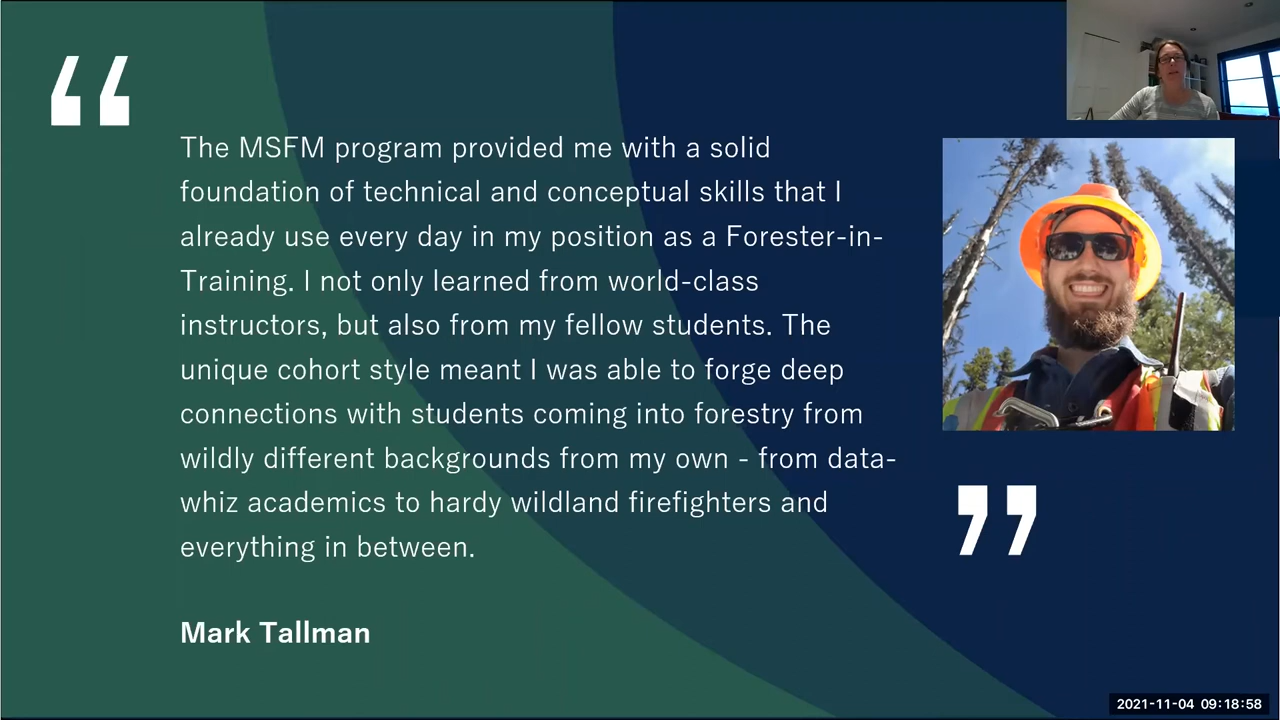 “
The MSFM program provided me with a solid
foundation of technical and conceptual skills that I
already use every day in my position as a Forester-in-
Training. I not only learned from world-class
instructors, but also from my fellow students. The
unique cohort style meant I was able to forge deep
connections with students coming into forestry from
wildly different backgrounds from my own - from data-
whiz academics to hardy wildland firefighters and
everything in between.
”
Mark Tallman
2021-11-04 09:18:58